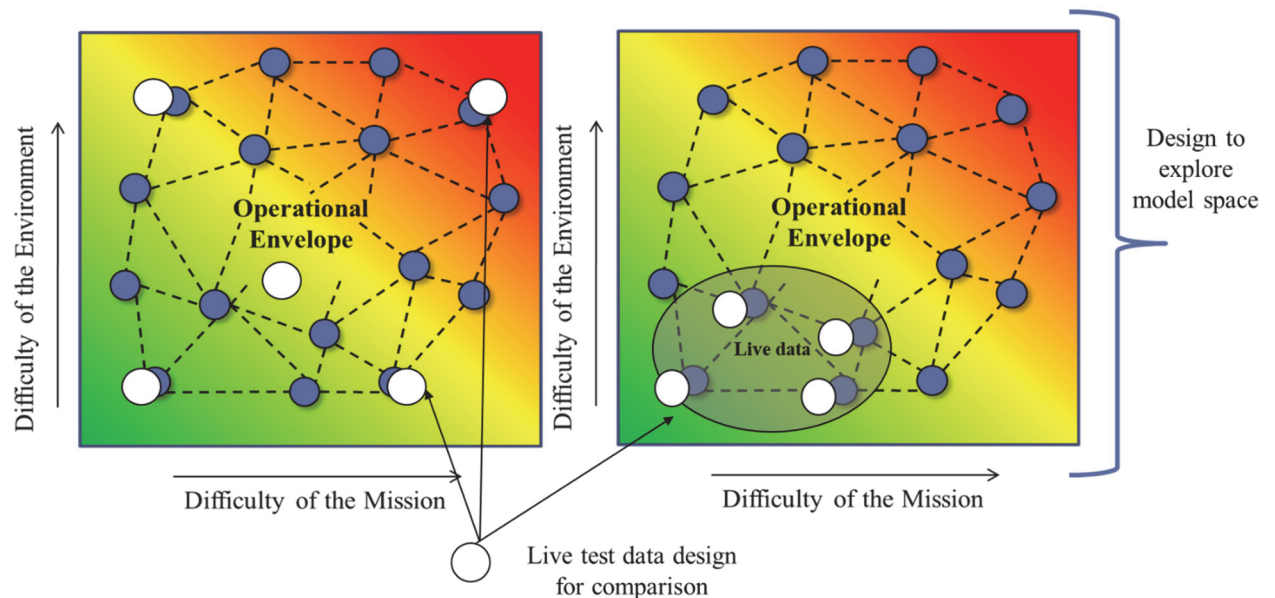 Difficulty of the Environment
Operational
Envelope
Difficulty of the Mission
Difficulty of the Environment
Operational
Envelope
Live data
Difficulty of the Mission
Design to
explore
model space
Live test data design
for comparison